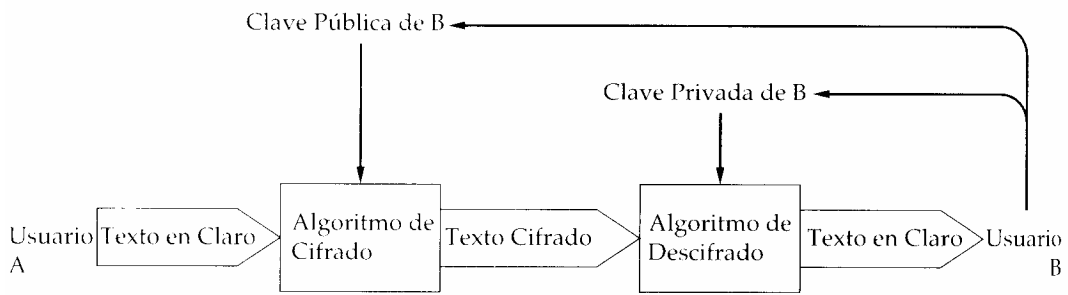 Clave Pública de B
Clave Privada de B
Usuario
A
Texto en Claro
Algoritmo de
Cifrado
Texto Cifrado
Algoritmo de
Descifrado
Texto en Claro
Usuario
B